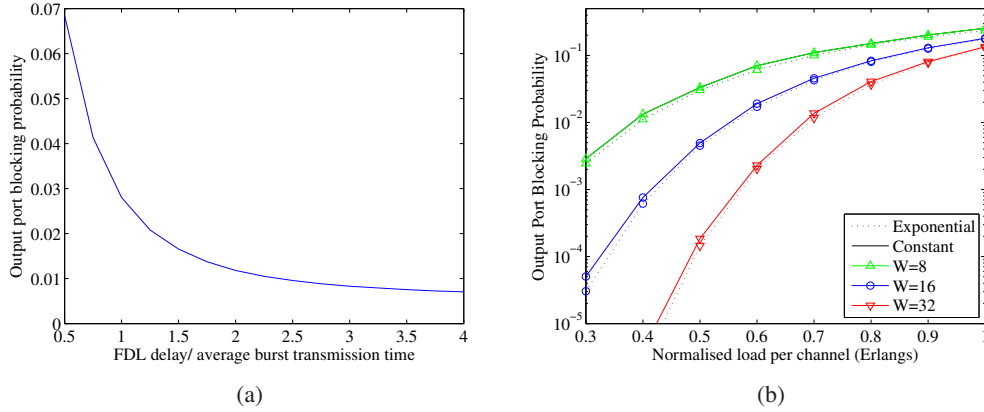 0.07
0.06
0.05
0.04
0.03
0.02
0.01
0
Output port blocking probability
0.5 1 1.5 2 2.5 3 3.5 4
FDL delay/ average burst transmission time
(a)
10^-1
10^-2
10^-3
10^-4
10^-5
Output Port Blocking Probability
Exponential
Constant
W=8
W=16
W=32
0.3 0.4 0.5 0.6 0.7 0.8 0.9 1
Normalised load per channel (Erlangs)
(b)